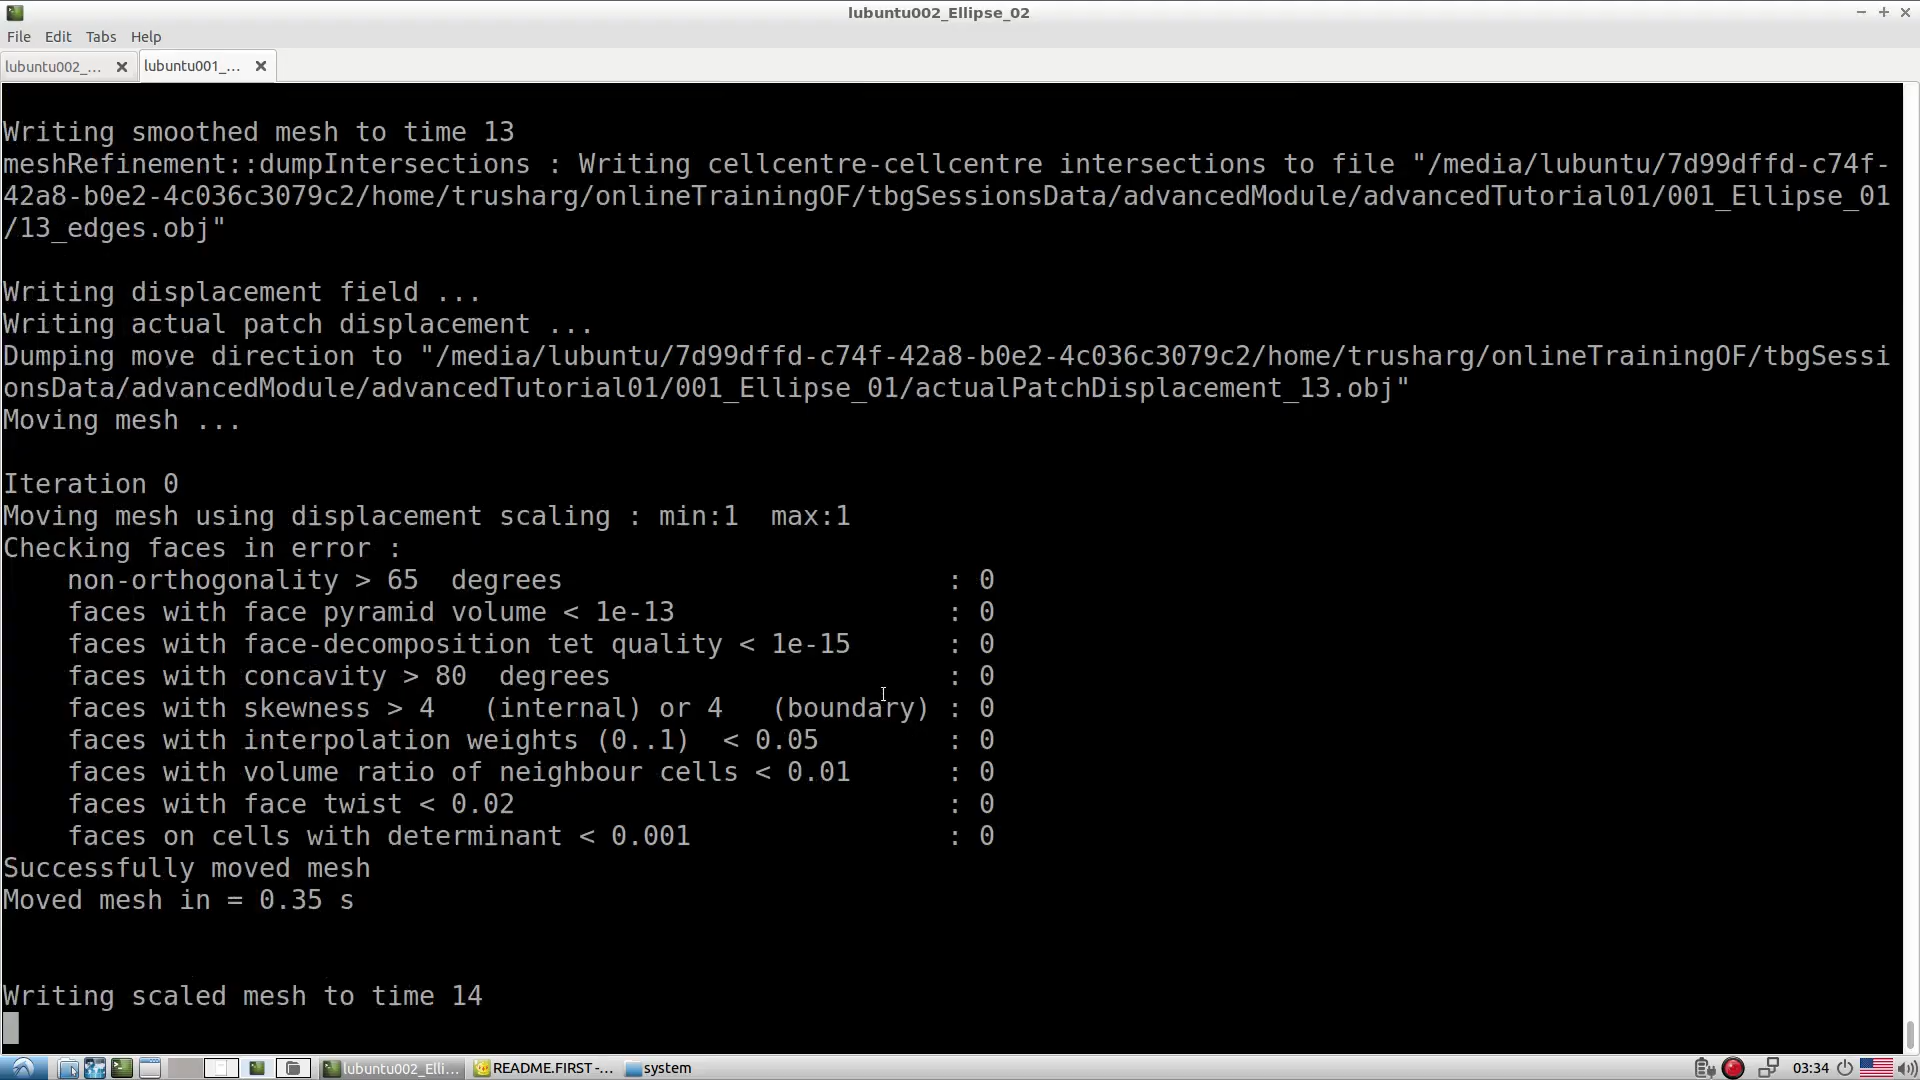 lubuntu002_Ellipse_02
File Edit Tabs Help
lubuntu002_... lubuntu001_...
Writing smoothed mesh to time 13
meshRefinement::dumpIntersections : Writing cellcentre-cellcentre intersections to file "/media/lubuntu/7d99dffd-c74f-
42a8-b0e2-4c036c3079c2/home/trusharg/onlineTrainingOF/tbgSessionsData/advancedModule/advancedTutorial01/001_Ellipse_01
/13_edges.obj"
Writing displacement field ...
Writing actual patch displacement ...
Dumping move direction to "/media/lubuntu/7d99dffd-c74f-42a8-b0e2-4c036c3079c2/home/trusharg/onlineTrainingOF/tbgSessi
onsData/advancedModule/advancedTutorial01/001_Ellipse_01/actualPatchDisplacement_13.obj"
Moving mesh ...
Iteration 0
Moving mesh using displacement scaling : min:1  max:1
Checking faces in error :
    non-orthogonality > 65  degrees                        : 0
    faces with face pyramid volume < 1e-13                 : 0
    faces with face-decomposition tet quality < 1e-15      : 0
    faces with concavity > 80  degrees                     : 0
    faces with skewness > 4   (internal) or 4   (boundary) : 0
    faces with interpolation weights (0..1)  < 0.05        : 0
    faces with volume ratio of neighbour cells < 0.01      : 0
    faces with face twist < 0.02                           : 0
    faces on cells with determinant < 0.001                : 0
Successfully moved mesh
Moved mesh in = 0.35 s
Writing scaled mesh to time 14
lubuntu002_Elli... README.FIRST -... system 03:34